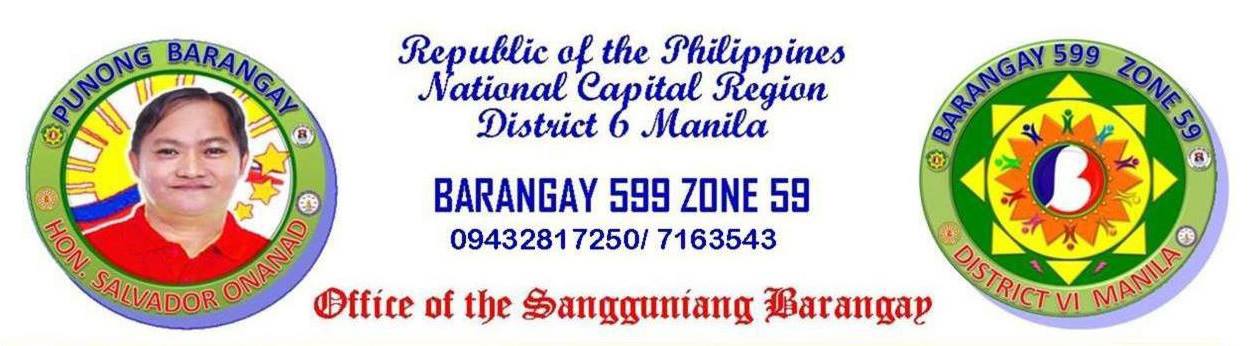 PUNONG BARANGAY
HON. SALVADOR ONANAD
Republic of the Philippines
National Capital Region
District 6 Manila
BARANGAY 599 ZONE 59
09432817250/ 7163543
Office of the Sangguniang Barangay
BARANGAY 599 ZONE 59
DISTRICT VI MANILA